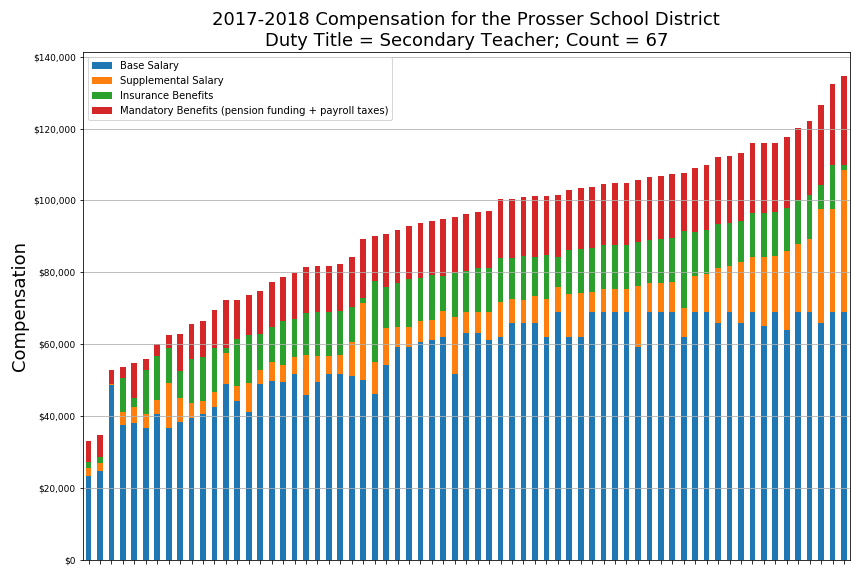 2017-2018 Compensation for the Prosser School District
Duty Title = Secondary Teacher; Count = 67
$140,000
Base Salary
Supplemental Salary
Insurance Benefits
Mandatory Benefits (pension funding + payroll taxes)
$120,000
$100,000
$80,000
$60,000
$40,000
$20,000
$0
Compensation